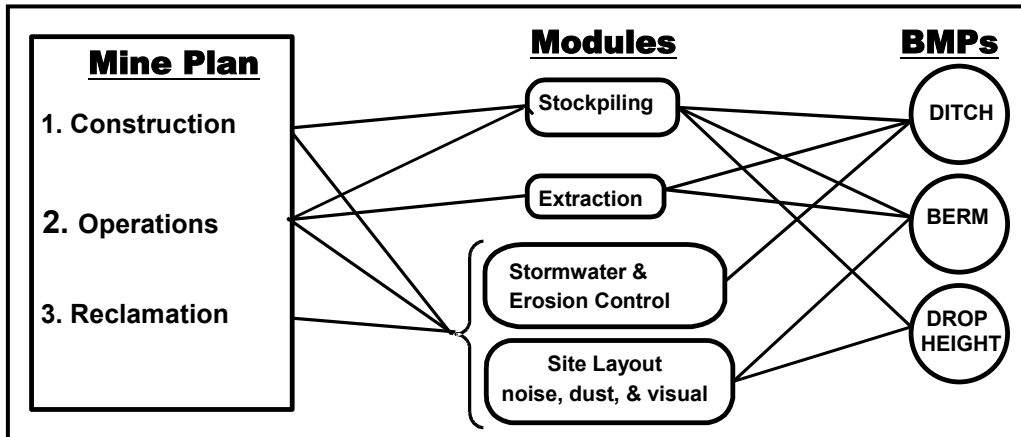 Mine Plan
1. Construction
2. Operations
3. Reclamation
Modules
Stockpiling
Extraction
Stormwater &
Erosion Control
Site Layout
noise, dust, & visual
BMPs
DITCH
BERM
DROP
HEIGHT